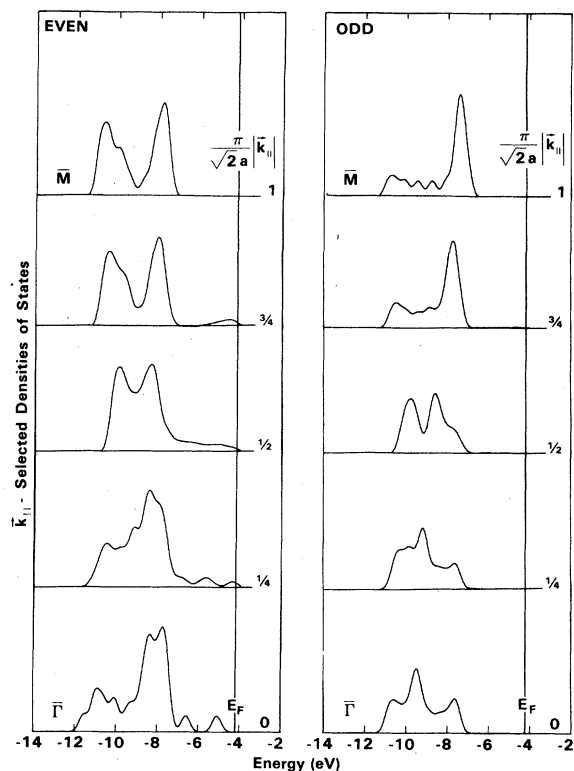 EVEN
ODD
k̄|| - Selected Densities of States
π/√2a |k⃗|||
M̄
1
3/4
1/2
1/4
Γ̄
E_F
0
-14
-12
-10
-8
-6
-4
-2
π/√2a |k⃗|||
M̄
1
3/4
1/2
1/4
Γ̄
E_F
0
-14
-12
-10
-8
-6
-4
-2
Energy (eV)